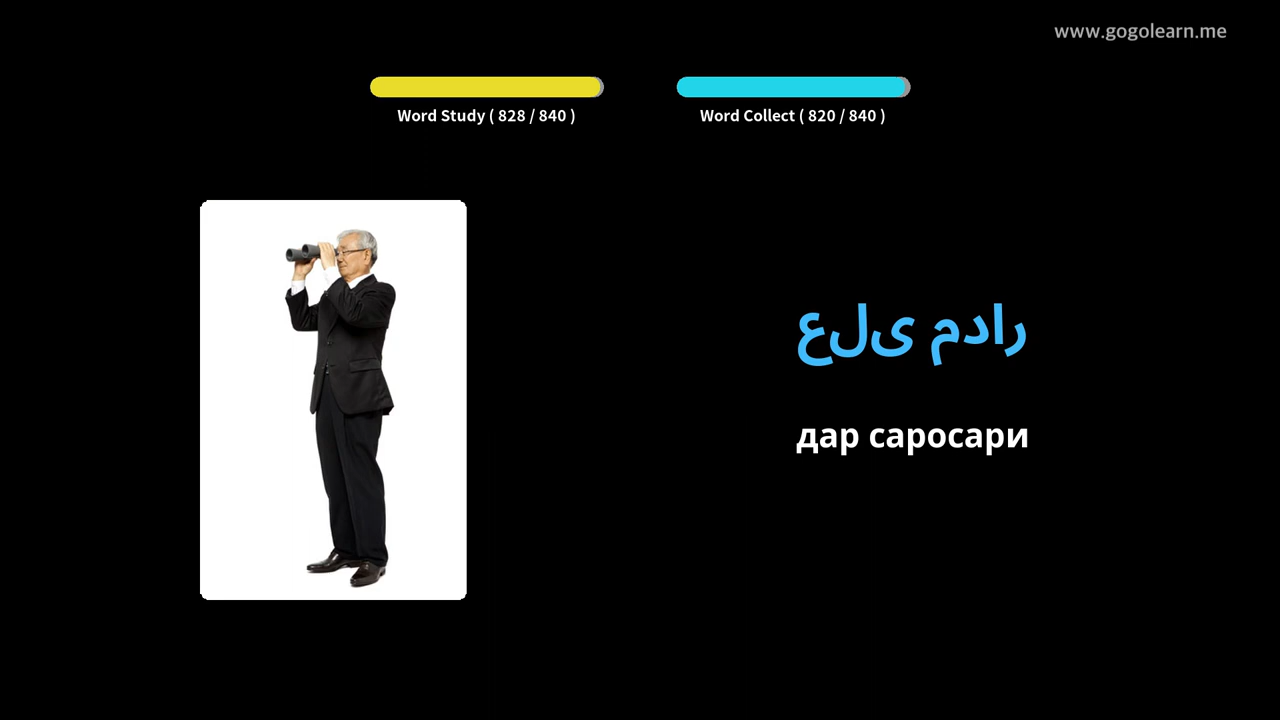 www.gogolearn.me
Word Study ( 828 / 840 )
Word Collect ( 820 / 840 )
على مدار
дар саросари